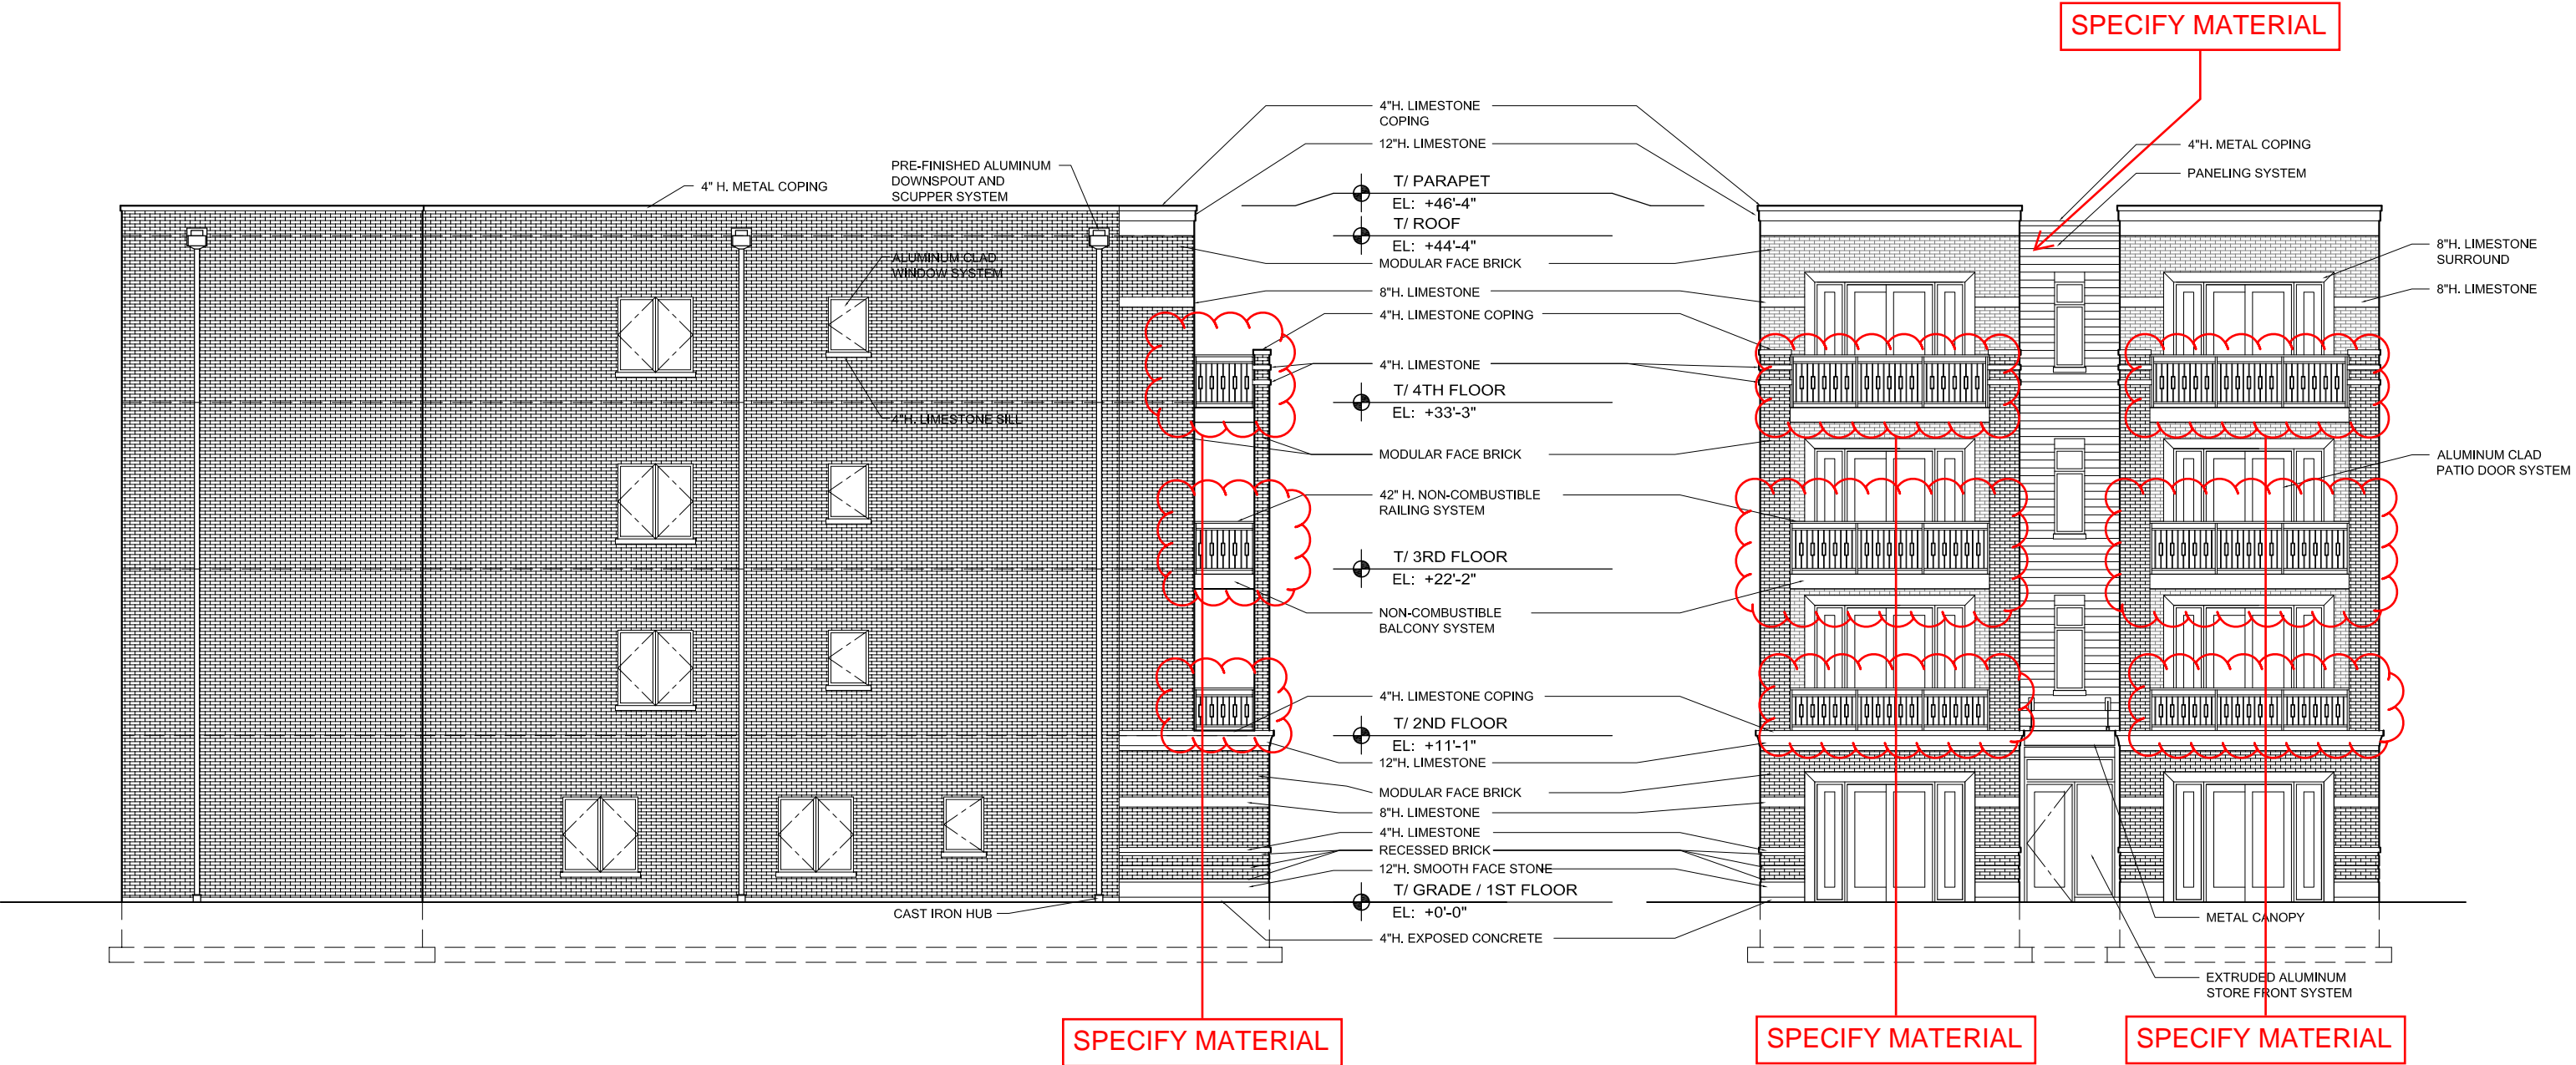 SPECIFY MATERIAL
4"H. LIMESTONE
COPING
12"H. LIMESTONE
PRE-FINISHED ALUMINUM
DOWNSPOUT AND
SCUPPER SYSTEM
4" H. METAL COPING
T/ PARAPET
EL: +46'-4"
T/ ROOF
EL: +44'-4"
MODULAR FACE BRICK
ALUMINUM CLAD
WINDOW SYSTEM
8"H. LIMESTONE
4"H. LIMESTONE COPING
4"H. LIMESTONE
T/ 4TH FLOOR
EL: +33'-3"
4"H. LIMESTONE SILL
MODULAR FACE BRICK
42" H. NON-COMBUSTIBLE
RAILING SYSTEM
T/ 3RD FLOOR
EL: +22'-2"
NON-COMBUSTIBLE
BALCONY SYSTEM
4"H. LIMESTONE COPING
T/ 2ND FLOOR
EL: +11'-1"
12"H. LIMESTONE
MODULAR FACE BRICK
8"H. LIMESTONE
4"H. LIMESTONE
RECESSED BRICK
12"H. SMOOTH FACE STONE
T/ GRADE / 1ST FLOOR
EL: +0'-0"
CAST IRON HUB
4"H. EXPOSED CONCRETE
4"H. METAL COPING
PANELING SYSTEM
8"H. LIMESTONE
SURROUND
8"H. LIMESTONE
ALUMINUM CLAD
PATIO DOOR SYSTEM
METAL CANOPY
EXTRUDED ALUMINUM
STORE FRONT SYSTEM
SPECIFY MATERIAL
SPECIFY MATERIAL
SPECIFY MATERIAL